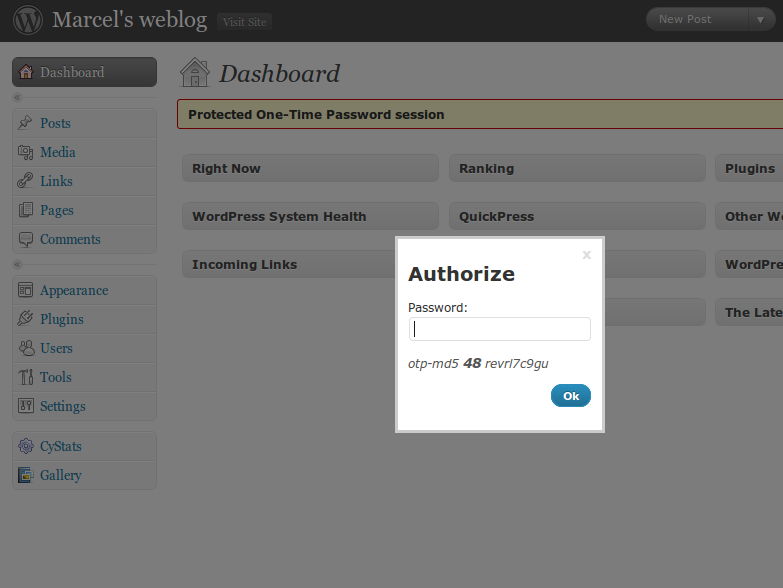 Marcel's weblog
Visit Site
New Post
Dashboard
Posts
Media
Links
Pages
Comments
Appearance
Plugins
Users
Tools
Settings
CyStats
Gallery
Dashboard
Protected One-Time Password session
Right Now
Ranking
Plugins
WordPress System Health
QuickPress
Other W
Incoming Links
WordPre
The Late
x
Authorize
Password:
otp-md5 48 revrl7c9gu
Ok